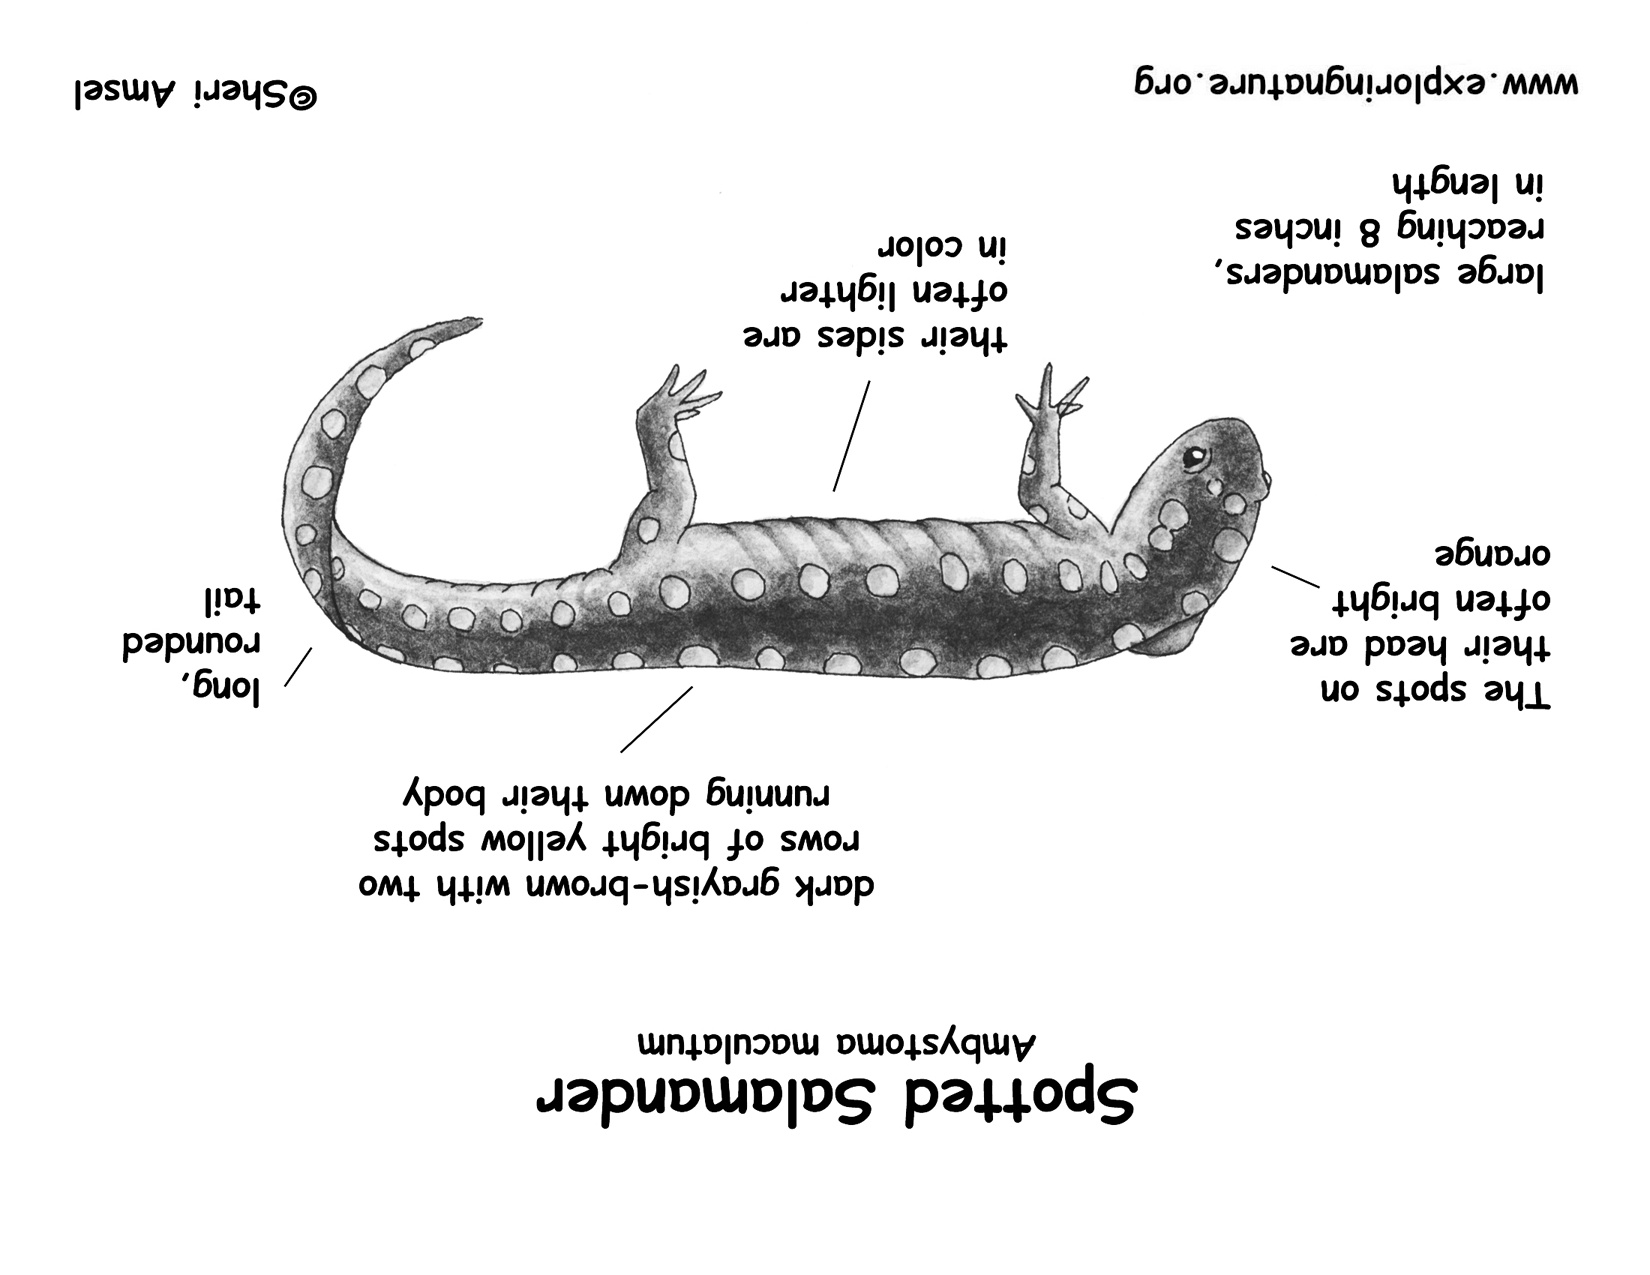 Spotted Salamander
Ambystoma maculatum
dark grayish-brown with two
rows of bright yellow spots
running down their body
The spots on
their head are
often bright
orange
long,
rounded
tail
their sides are
often lighter
in color
large salamanders,
reaching 8 inches
in length
www.exploringnature.org
©Sheri Amsel